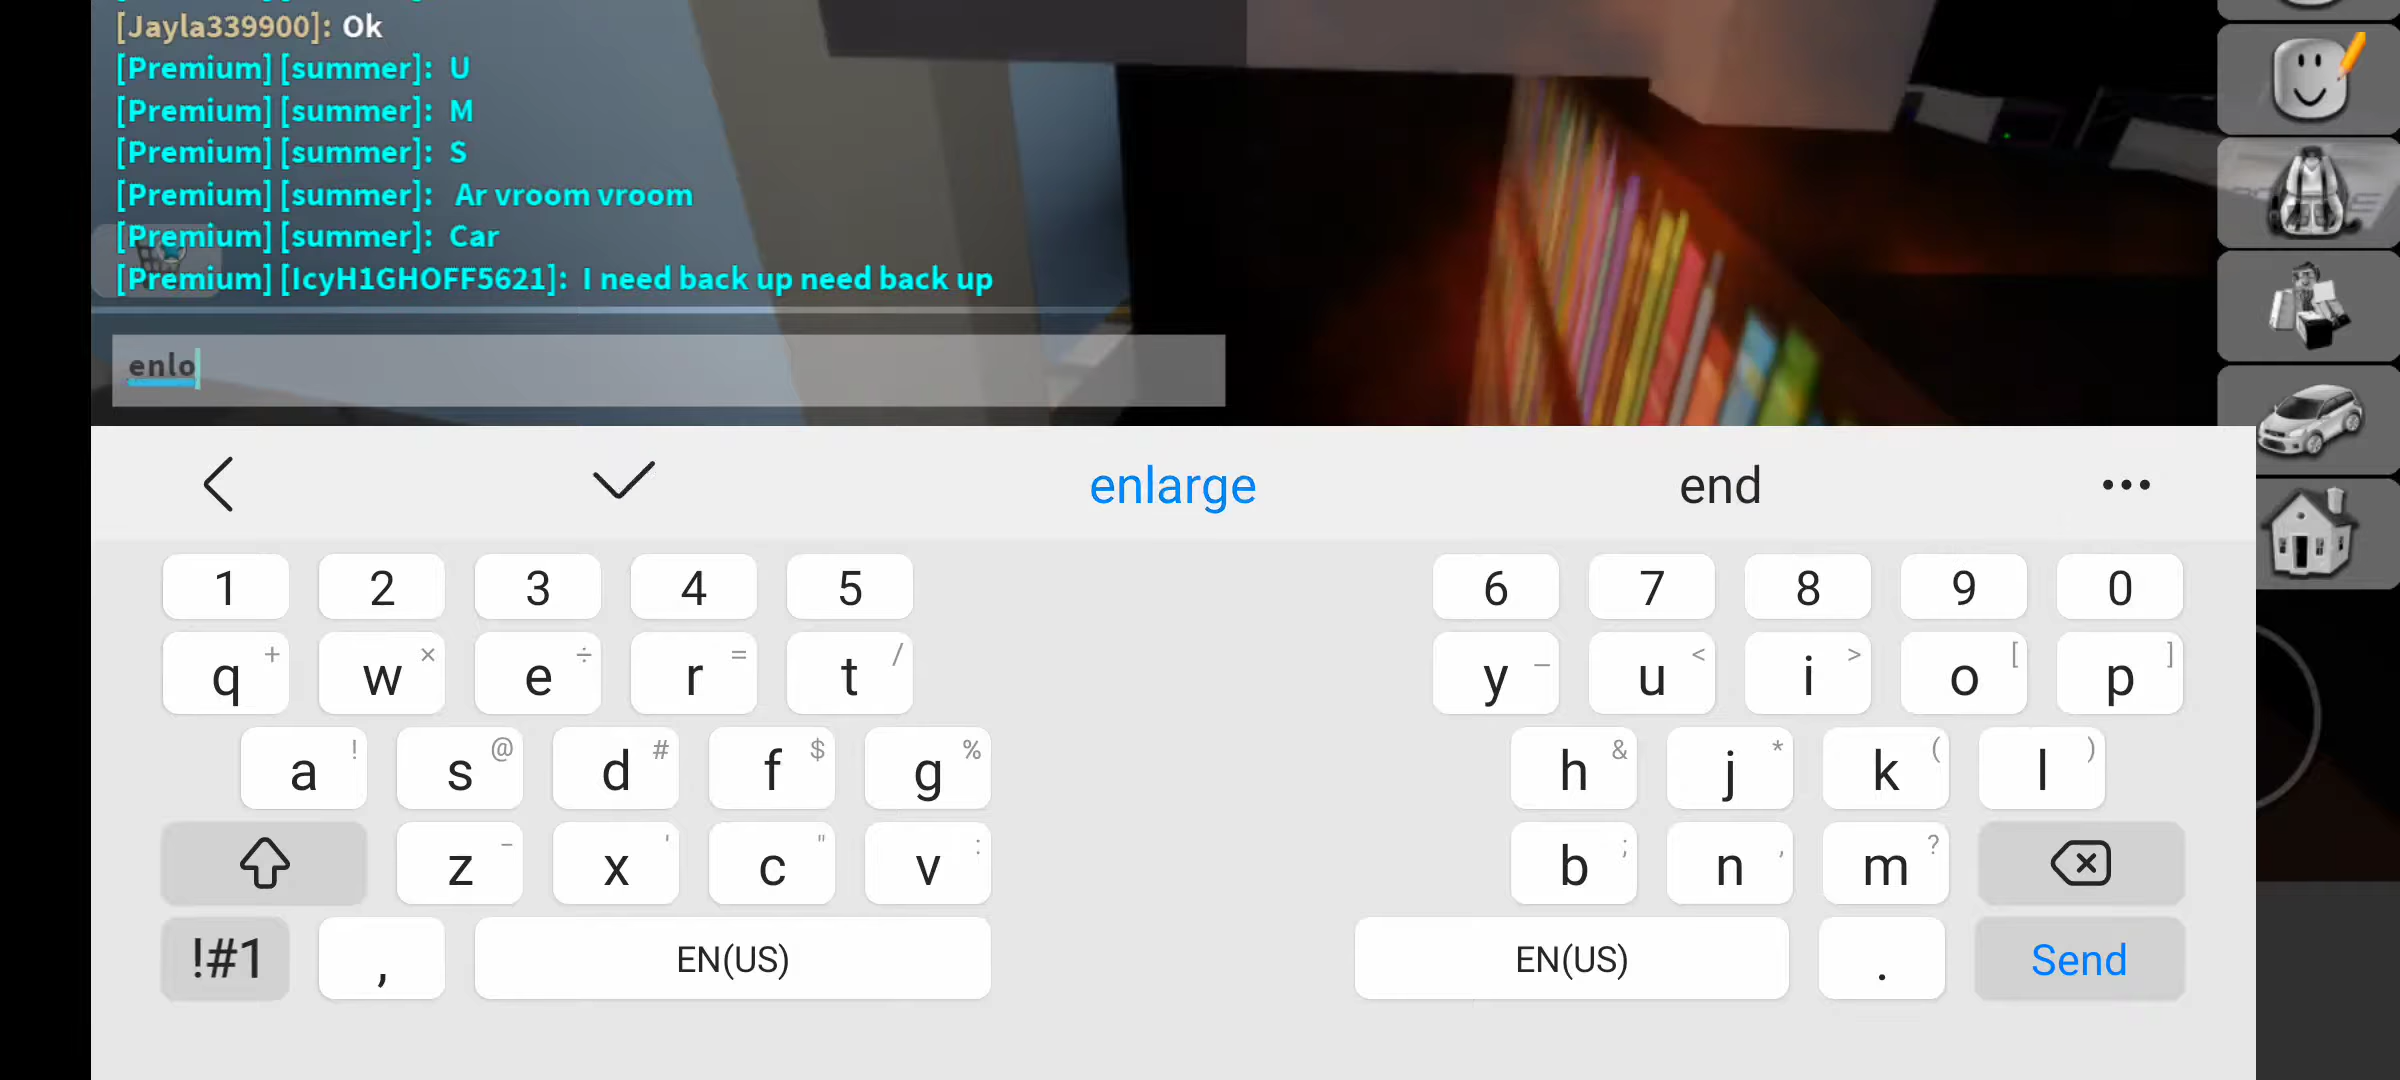 [Jayla339900]: Ok
[Premium] [summer]: U
[Premium] [summer]: M
[Premium] [summer]: S
[Premium] [summer]: Ar vroom vroom
[Premium] [summer]: Car
[Premium] [IcyH1GHOFF5621]: I need back up need back up
enlo
enlarge end
1 2 3 4 5 6 7 8 9 0
q + w × e ÷ r = t / y _ u < i > o [ p ]
a ! s @ d # f $ g % h & j * k ( l )
z - x ' c " v : b ; n , m ?
!#1 , EN(US) EN(US) . Send